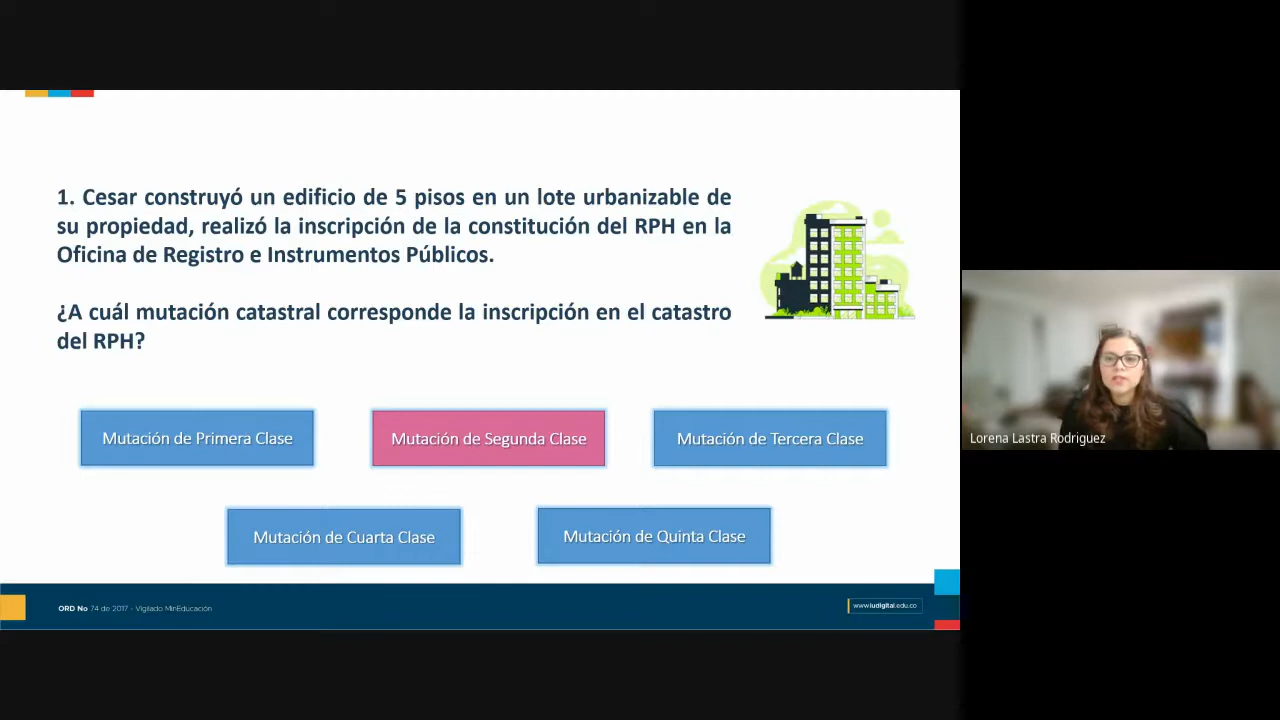 1. Cesar construyó un edificio de 5 pisos en un lote urbanizable de
su propiedad, realizó la inscripción de la constitución del RPH en la
Oficina de Registro e Instrumentos Públicos.
¿A cuál mutación catastral corresponde la inscripción en el catastro
del RPH?
Mutación de Primera Clase
Mutación de Segunda Clase
Mutación de Tercera Clase
Mutación de Cuarta Clase
Mutación de Quinta Clase
Lorena Lastra Rodriguez
ORD No 74 de 2017 - Vigilado MinEducación
www.iudigital.edu.co